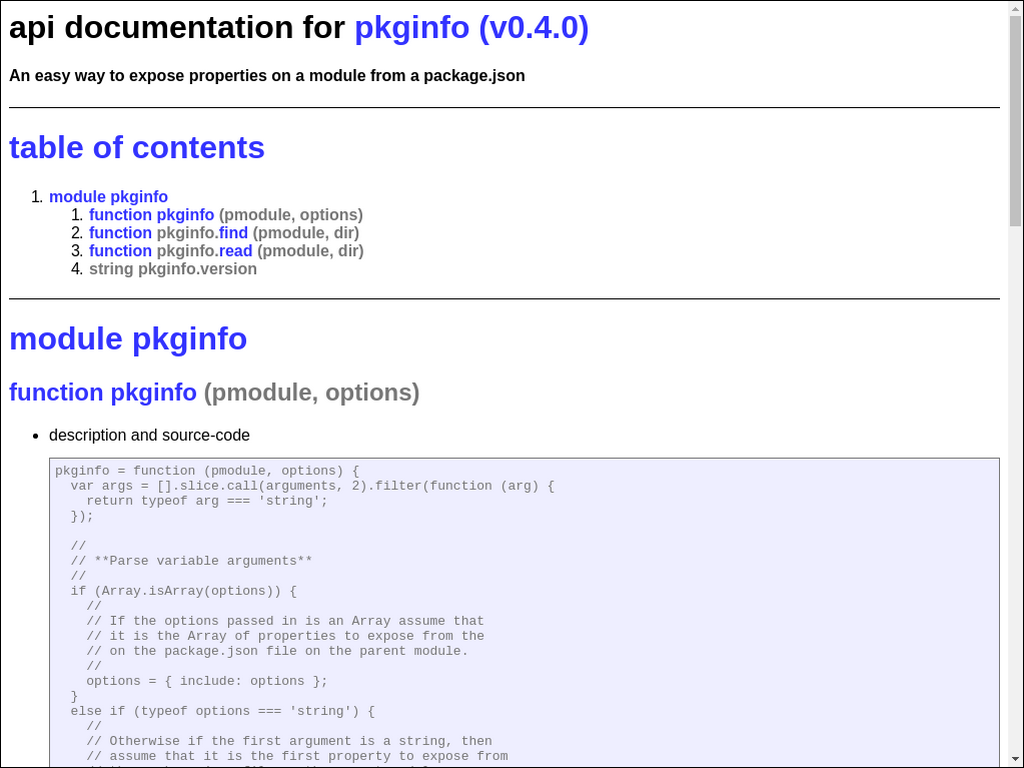 api documentation for pkginfo (v0.4.0)
An easy way to expose properties on a module from a package.json
table of contents
1. module pkginfo
1. function pkginfo (pmodule, options)
2. function pkginfo.find (pmodule, dir)
3. function pkginfo.read (pmodule, dir)
4. string pkginfo.version
module pkginfo
function pkginfo (pmodule, options)
• description and source-code
pkginfo = function (pmodule, options) {
  var args = [].slice.call(arguments, 2).filter(function (arg) {
    return typeof arg === 'string';
  });

  //
  // **Parse variable arguments**
  //
  if (Array.isArray(options)) {
    //
    // If the options passed in is an Array assume that
    // it is the Array of properties to expose from the
    // on the package.json file on the parent module.
    //
    options = { include: options };
  }
  else if (typeof options === 'string') {
    //
    // Otherwise if the first argument is a string, then
    // assume that it is the first property to expose from